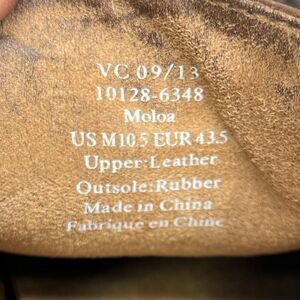 VC 09/13
10128-6348
Moloa
US M10.5 EUR 43.5
Upper:Leather
Outsole:Rubber
Made in China
Fabrique en Chine